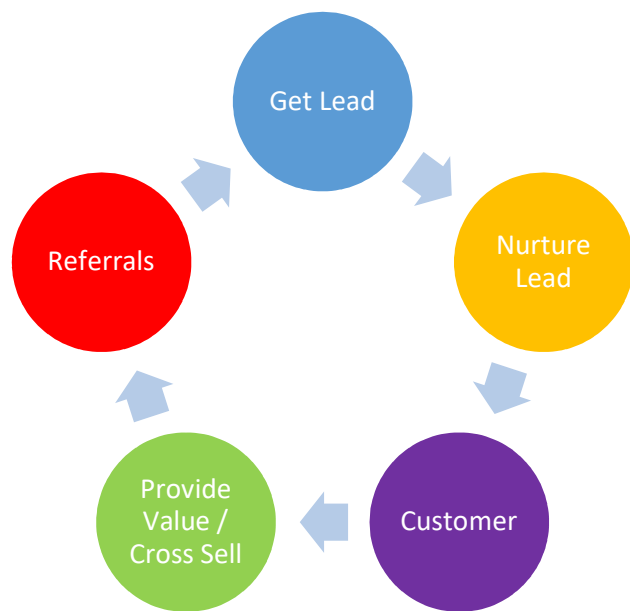 Get Lead
Nurture
Lead
Customer
Provide
Value /
Cross Sell
Referrals